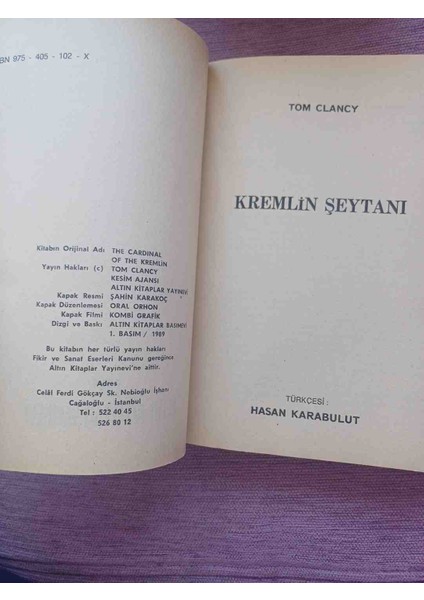 BN 975 - 405 - 102 - X
Kitabın Orijinal Adı : THE CARDINAL
OF THE KREMLIN
Yayın Hakları (c) : TOM CLANCY
KESİM AJANSI
ALTIN KİTAPLAR YAYINEVİ
Kapak Resmi : ŞAHİN KARAKOÇ
Kapak Düzenlemesi : ORAL ORHON
Kapak Filmi : KOMBİ GRAFİK
Dizgi ve Baskı : ALTIN KİTAPLAR BASIMEVİ
1. BASIM / 1989
Bu kitabın her türlü yayın hakları
Fikir ve Sanat Eserleri Kanunu gereğince
Altın Kitaplar Yayınevi'ne aittir.
Adres
Celâl Ferdi Gökçay Sk. Nebioğlu İşhanı
Cağaloğlu - İstanbul
Tel : 522 40 45
526 80 12
TOM CLANCY
KREMLİN ŞEYTANI
TÜRKÇESİ :
HASAN KARABULUT